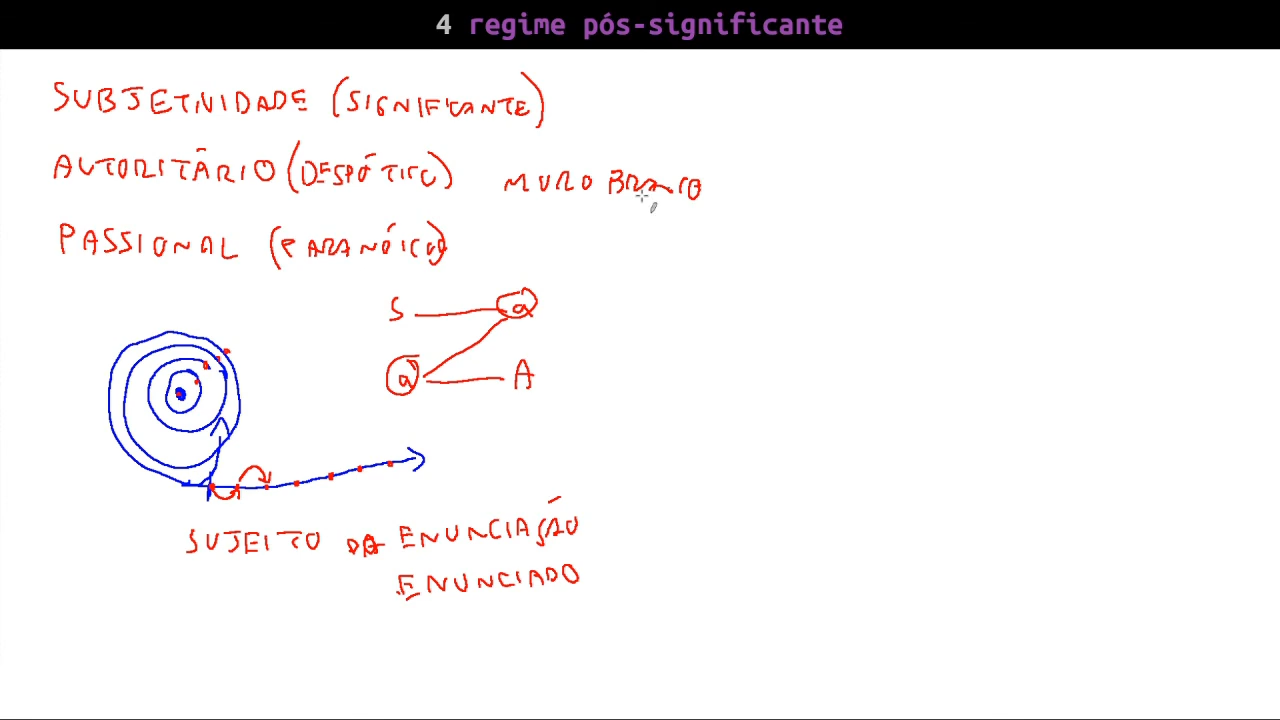 4 regime pós-significante
SUBJETIVIDADE (SIGNIFICANTE)
AUTORITÁRIO (DESPÓTICO) MURO BRANCO
PASSIONAL (PARANÓICO)
S a'
a A
SUJEITO DA ENUNCIAÇÃO
ENUNCIADO